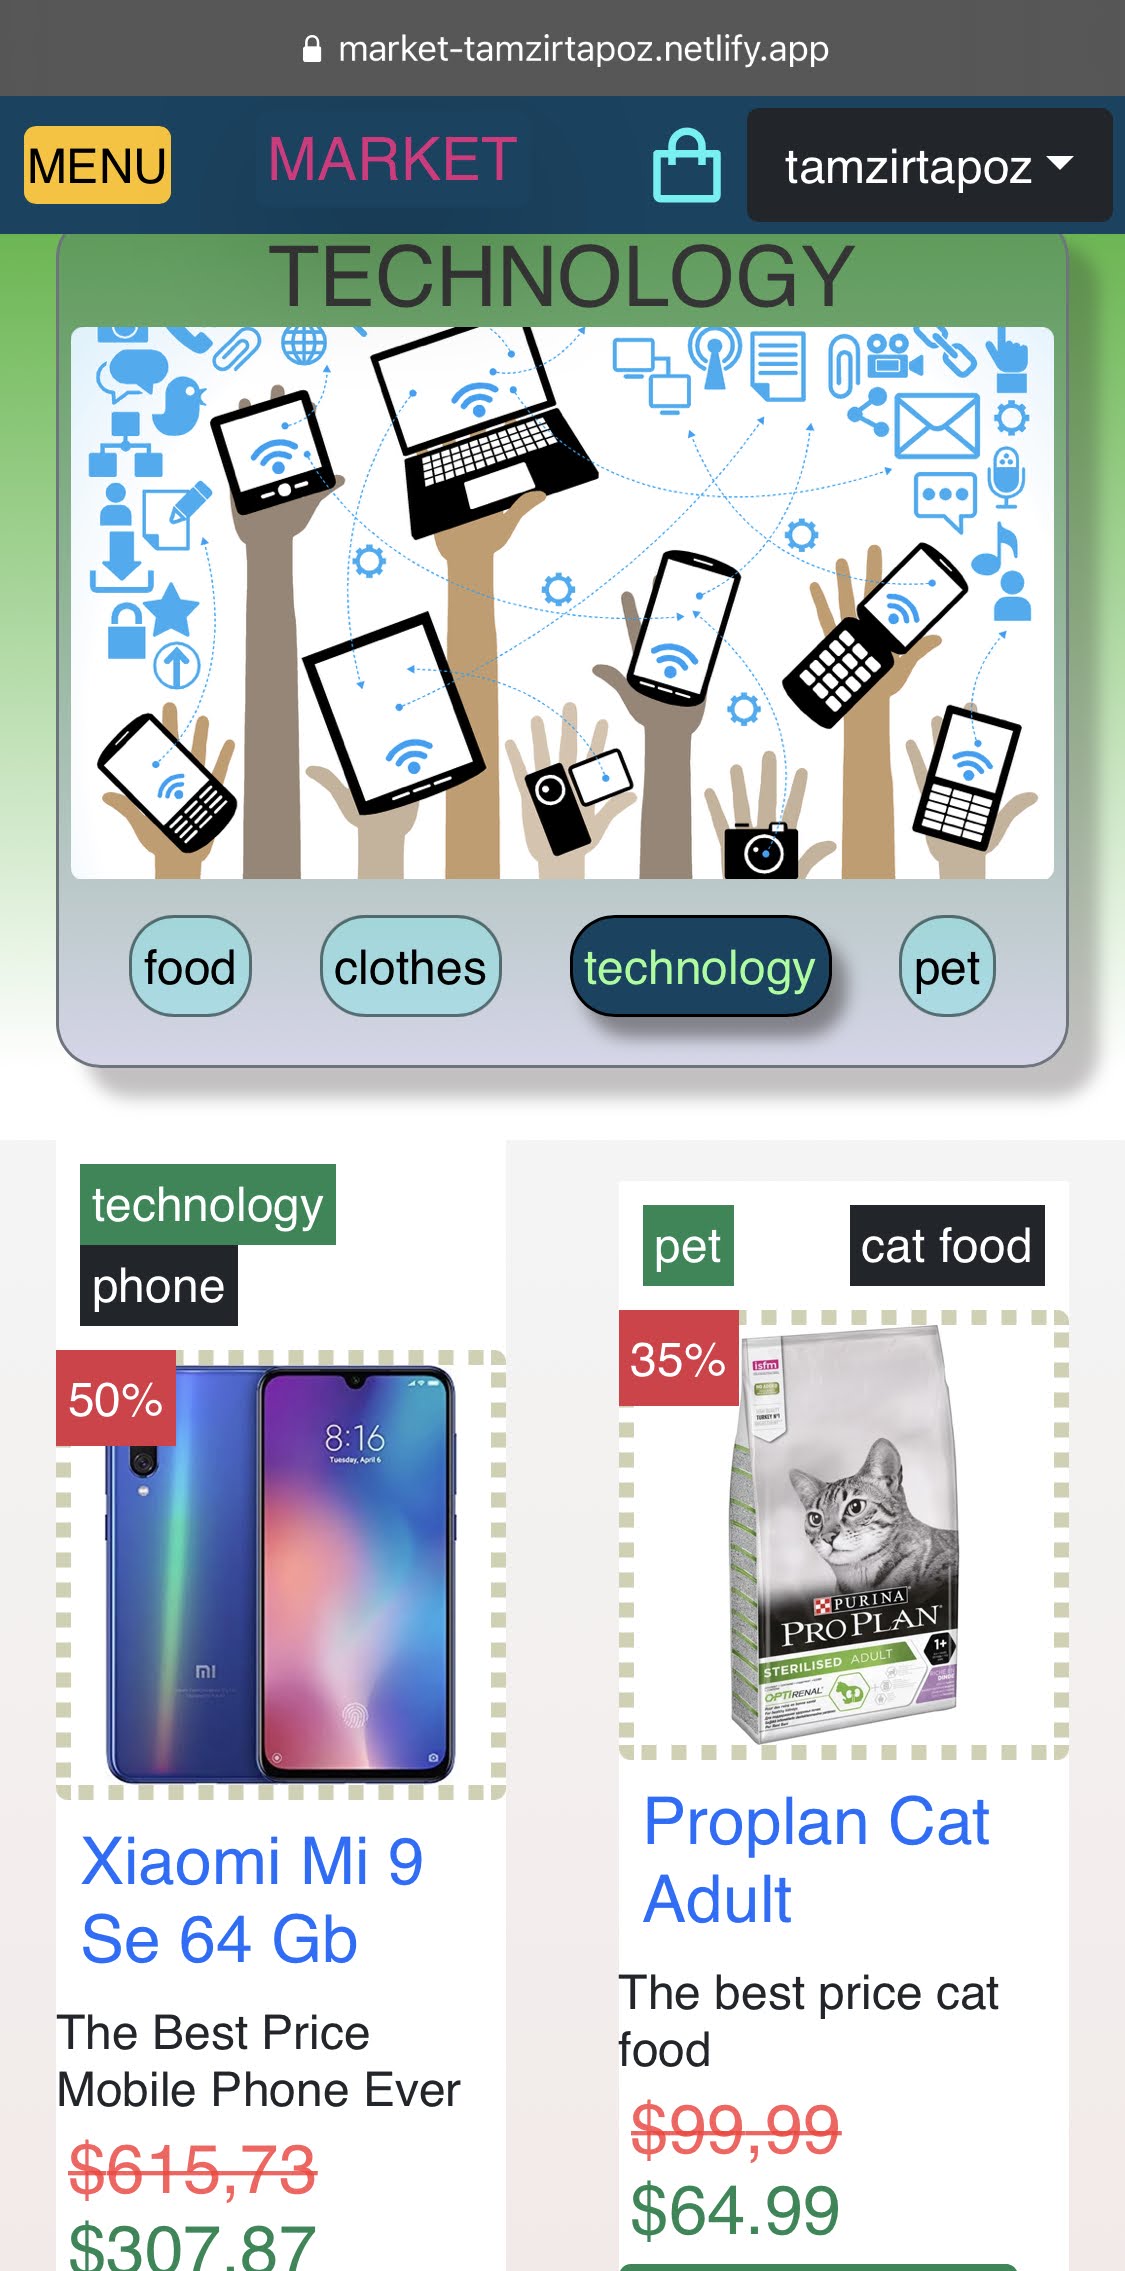 market-tamzirtapoz.netlify.app
MENU
MARKET
tamzirtapoz
TECHNOLOGY
food
clothes
technology
pet
technology
phone
50%
8:16
Tuesday, April 6
mi
Xiaomi Mi 9
Se 64 Gb
The Best Price
Mobile Phone Ever
$615,73
$307.87
pet
cat food
35%
isfm
PURINA
PRO PLAN
STERILISED ADULT
1+
OPTIRENAL
Proplan Cat
Adult
The best price cat
food
$99,99
$64.99